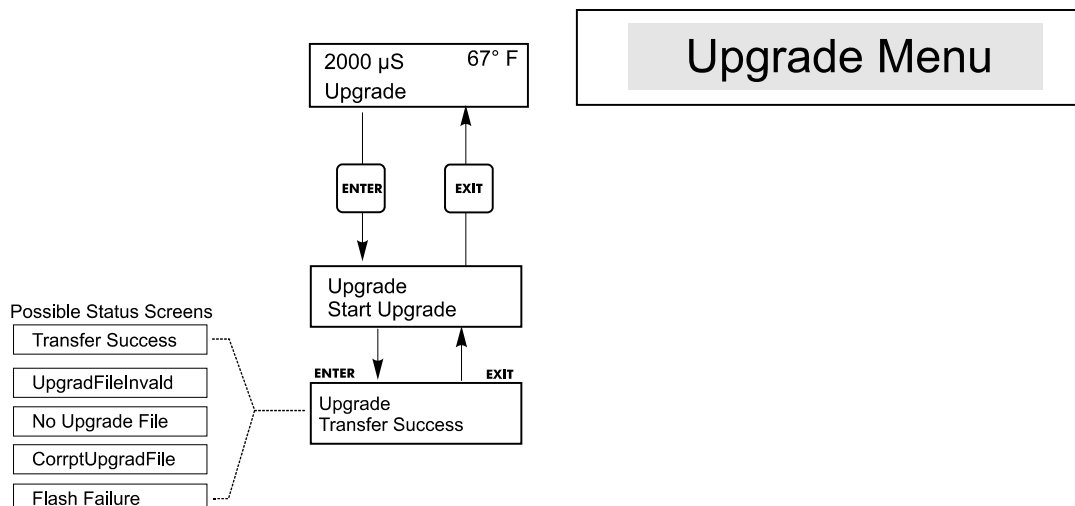 Upgrade Menu
2000 µS 67° F
Upgrade
ENTER EXIT
Upgrade
Start Upgrade
ENTER EXIT
Upgrade
Transfer Success
Possible Status Screens
Transfer Success
UpgradFileInvald
No Upgrade File
CorrptUpgradFile
Flash Failure